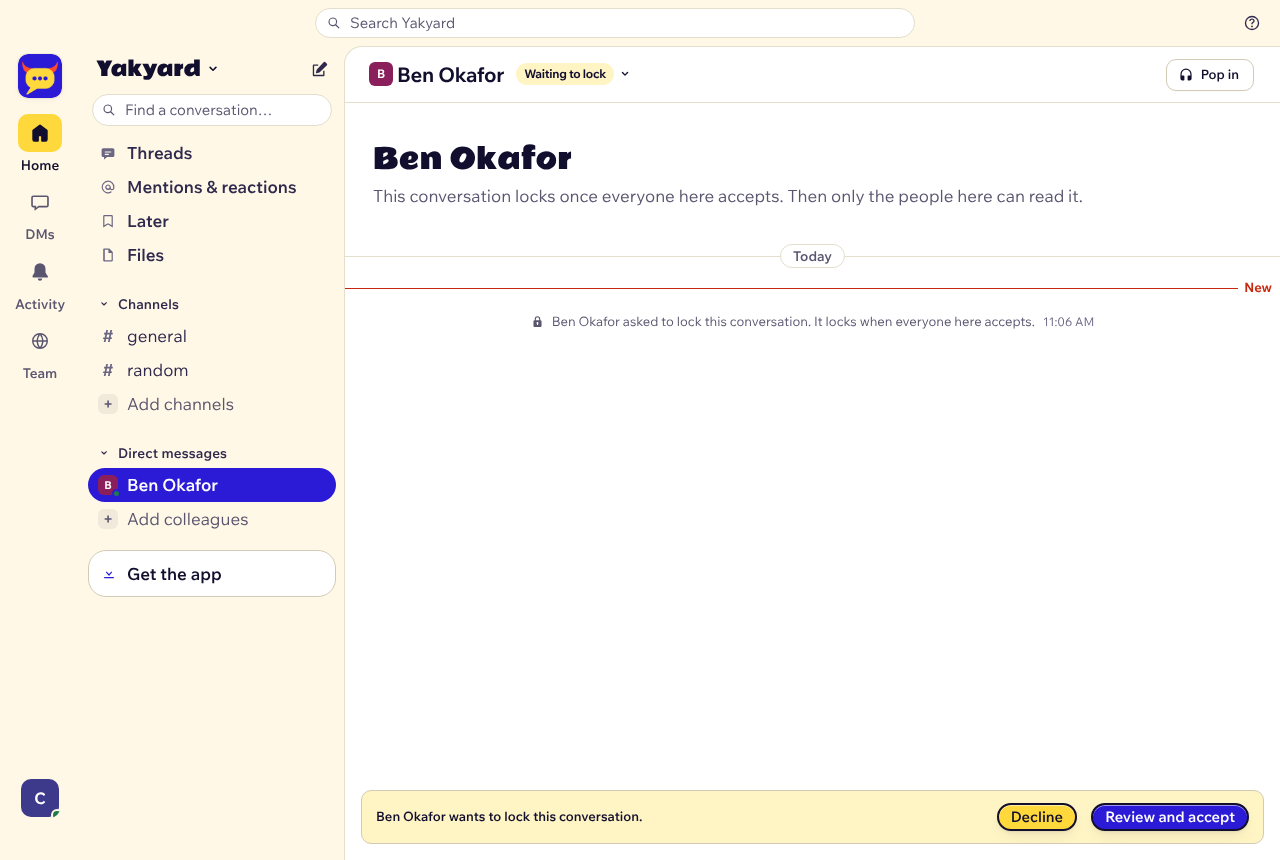 Search Yakyard
Yakyard
Find a conversation…
Home
DMs
Activity
Team
C
Threads
Mentions & reactions
Later
Files
Channels
# general
# random
+ Add channels
Direct messages
B Ben Okafor
+ Add colleagues
Get the app
B Ben Okafor Waiting to lock
Pop in
Ben Okafor
This conversation locks once everyone here accepts. Then only the people here can read it.
Today
New
Ben Okafor asked to lock this conversation. It locks when everyone here accepts. 11:06 AM
Ben Okafor wants to lock this conversation.
Decline
Review and accept